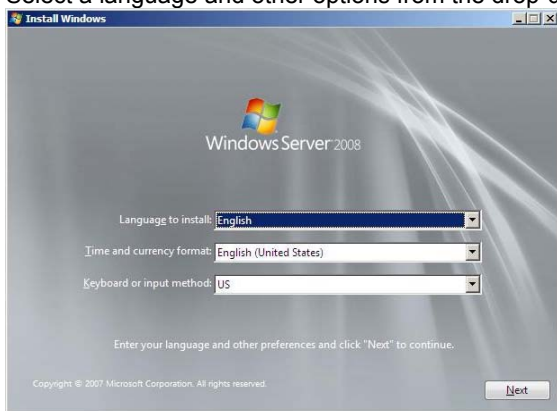 Select a language and other options from the drop-d
Install Windows
Windows Server 2008
Language to install: English
Time and currency format: English (United States)
Keyboard or input method: US
Enter your language and other preferences and click "Next" to continue.
Copyright © 2007 Microsoft Corporation. All rights reserved.
Next